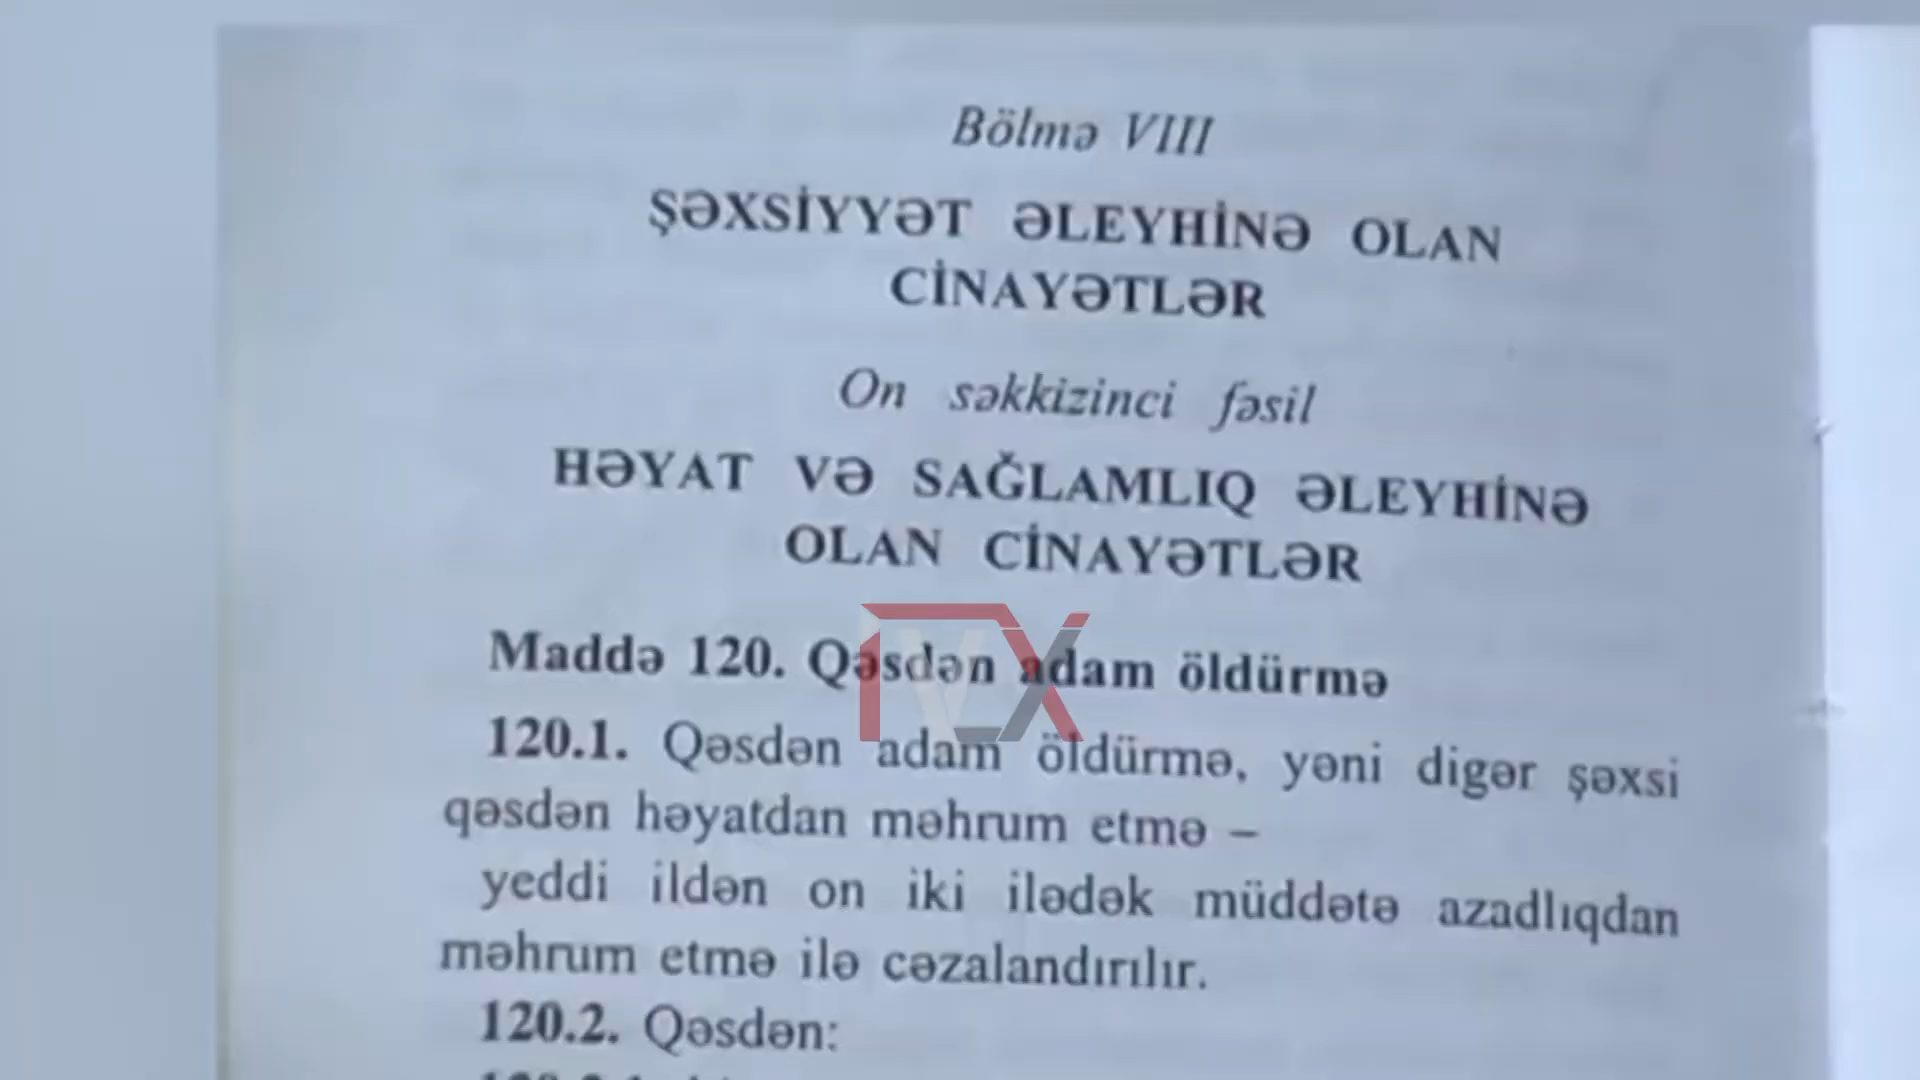 Bölmə VIII
ŞƏXSİYYƏT ƏLEYHİNƏ OLAN
CİNAYƏTLƏR
On səkkizinci fəsil
HƏYAT VƏ SAĞLAMLIQ ƏLEYHİNƏ
OLAN CİNAYƏTLƏR
Maddə 120. Qəsdən adam öldürmə
120.1. Qəsdən adam öldürmə, yəni digər şəxsi
qəsdən həyatdan məhrum etmə –
yeddi ildən on iki ilədək müddətə azadlıqdan
məhrum etmə ilə cəzalandırılır.
120.2. Qəsdən: